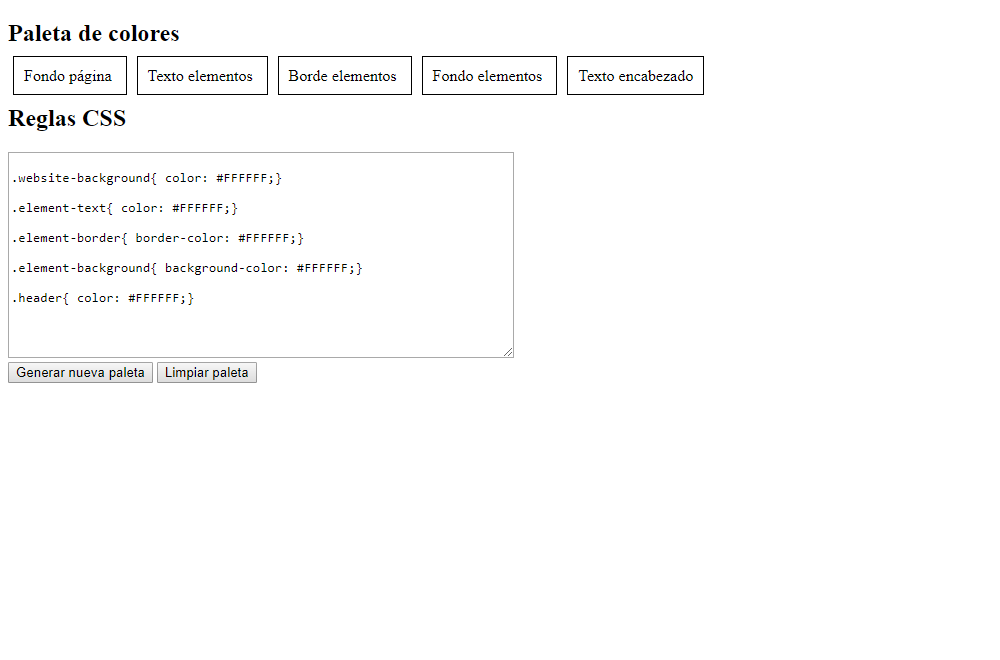 Paleta de colores
Fondo página Texto elementos Borde elementos Fondo elementos Texto encabezado
Reglas CSS
.website-background{ color: #FFFFFF;}
.element-text{ color: #FFFFFF;}
.element-border{ border-color: #FFFFFF;}
.element-background{ background-color: #FFFFFF;}
.header{ color: #FFFFFF;}
Generar nueva paleta Limpiar paleta